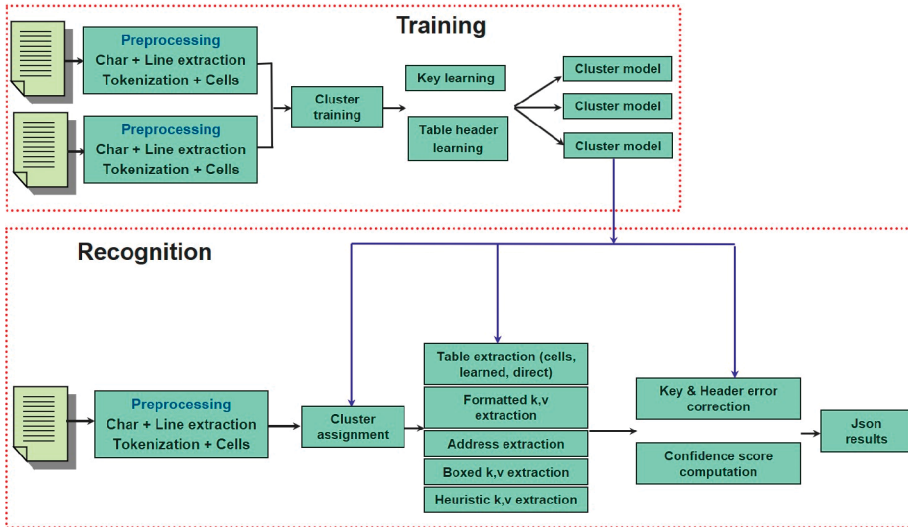 Training
Preprocessing
Char + Line extraction
Tokenization + Cells
Preprocessing
Char + Line extraction
Tokenization + Cells
Cluster
training
Key learning
Table header
learning
Cluster model
Cluster model
Cluster model
Recognition
Preprocessing
Char + Line extraction
Tokenization + Cells
Cluster
assignment
Table extraction (cells,
learned, direct)
Formatted k,v
extraction
Address extraction
Boxed k,v extraction
Heuristic k,v extraction
Key & Header error
correction
Confidence score
computation
Json
results